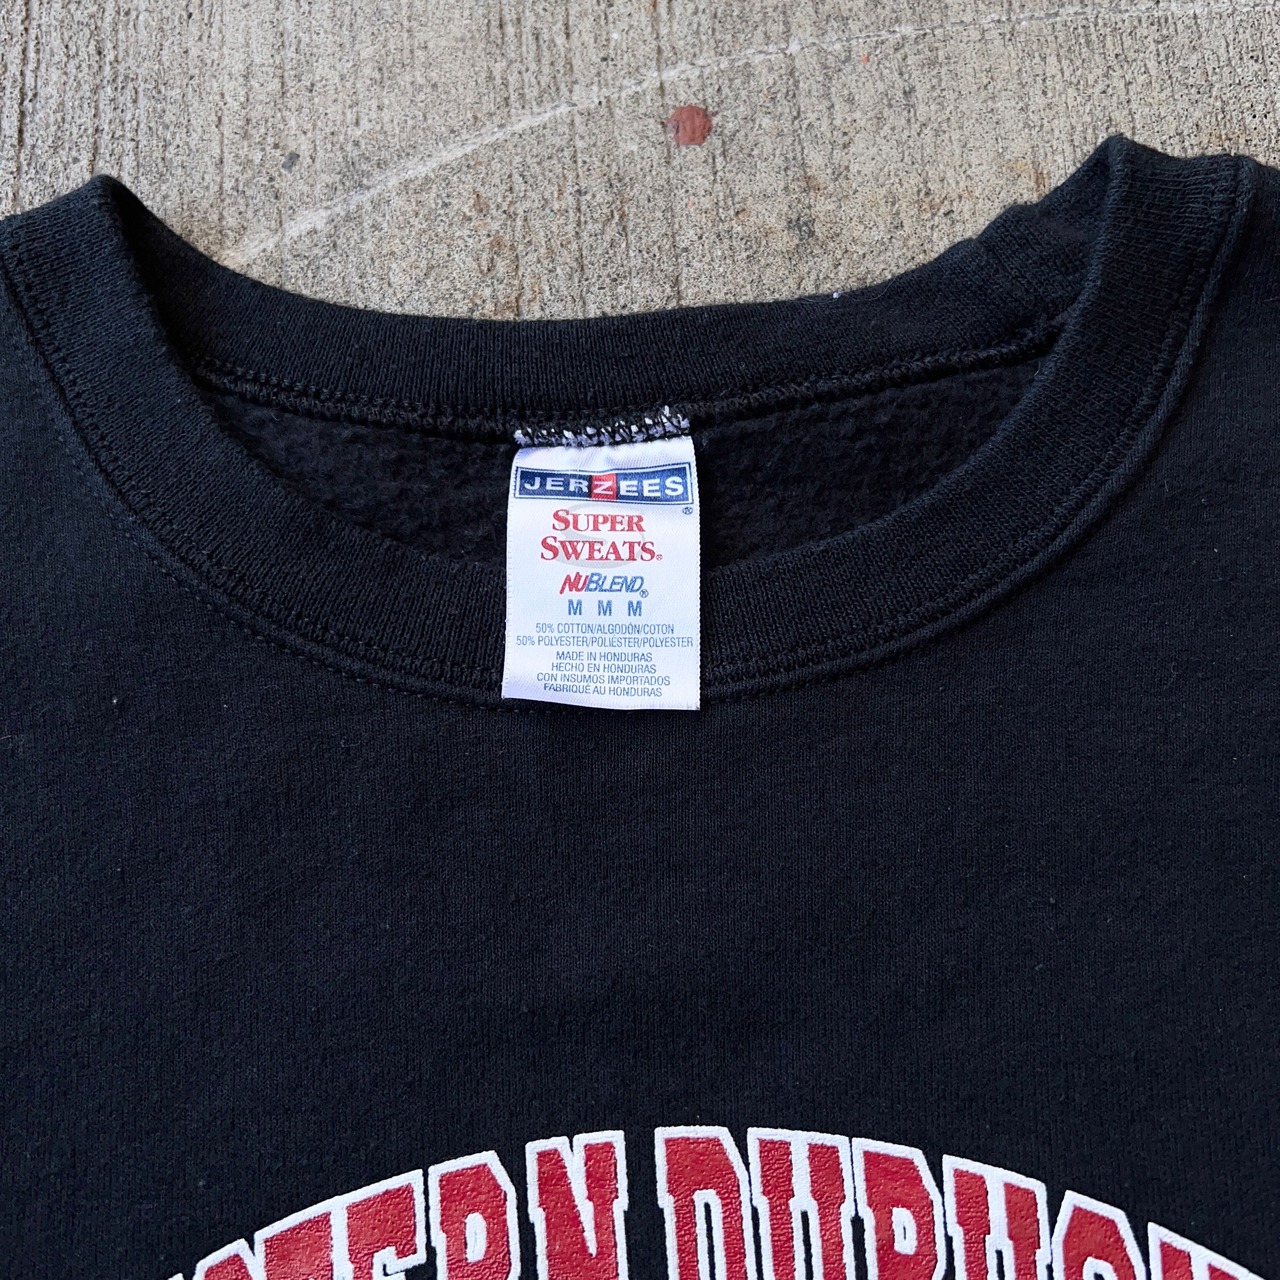 JERZEES®
SUPER
SWEATS®
NUBLEND®
M M M
50% COTTON/ALGODÓN/COTON
50% POLYESTER/POLIÉSTER/POLYESTER
MADE IN HONDURAS
HECHO EN HONDURAS
CON INSUMOS IMPORTADOS
FABRIQUÉ AU HONDURAS